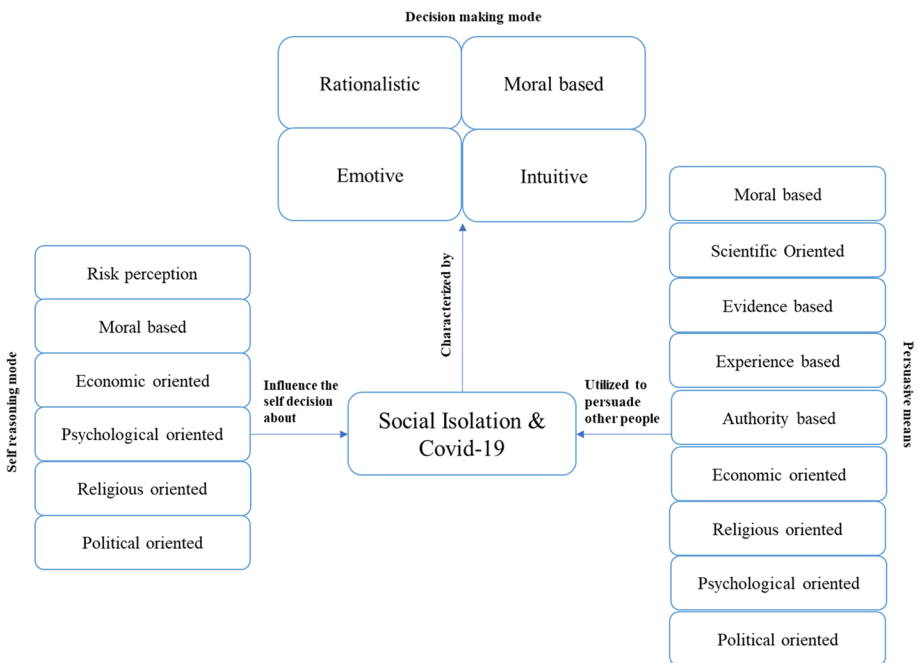 Decision making mode
Rationalistic
Moral based
Emotive
Intuitive
Self reasoning mode
Risk perception
Moral based
Economic oriented
Psychological oriented
Religious oriented
Political oriented
Influence the
self decision
about
Characterized by
Social Isolation &
Covid-19
Utilized to
persuade
other people
Moral based
Scientific Oriented
Evidence based
Experience based
Authority based
Economic oriented
Religious oriented
Psychological oriented
Political oriented
Persuasive means